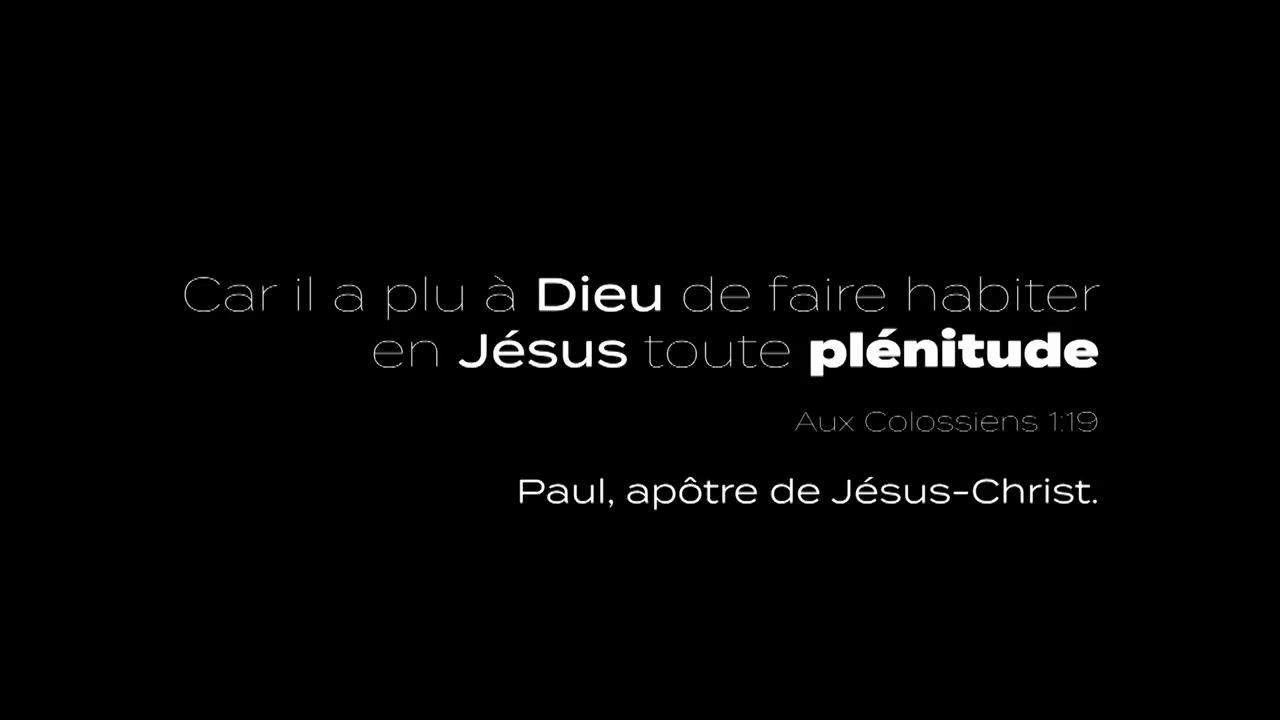 Car il a plu à Dieu de faire habiter
en Jésus toute plénitude
Aux Colossiens 1:19
Paul, apôtre de Jésus-Christ.